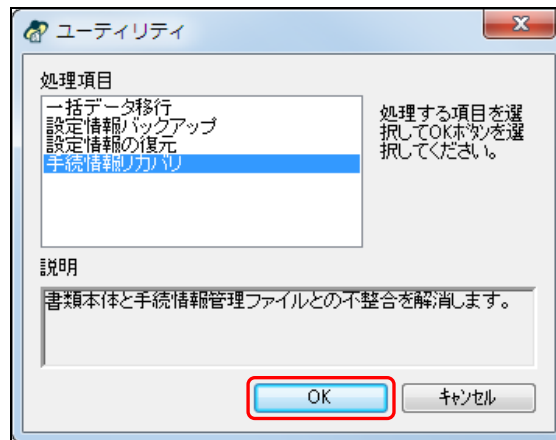 ユーティリティ
処理項目
一括データ移行
設定情報バックアップ
設定情報の復元
手続情報リカバリ
処理する項目を選
択してOKボタンを選
択してください。
説明
書類本体と手続情報管理ファイルとの不整合を解消します。
OK
キャンセル